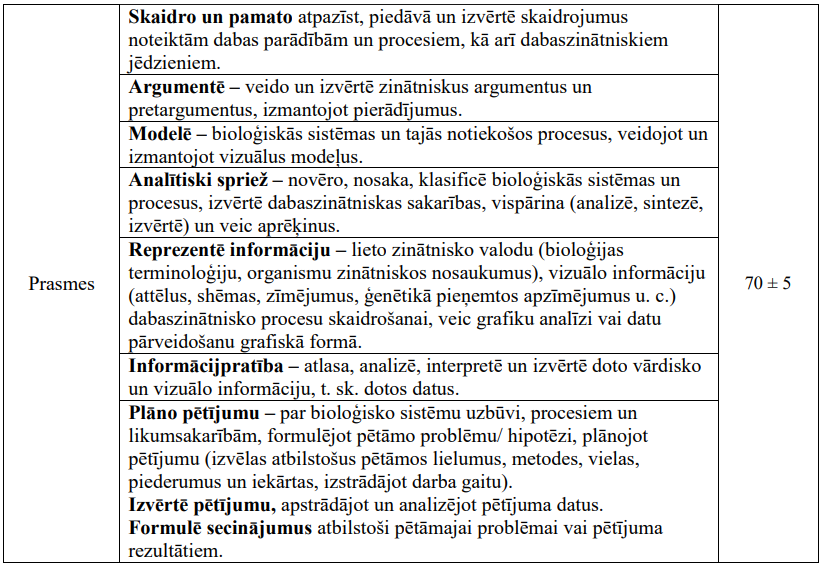 Skaidro un pamato atpazīst, piedāvā un izvērtē skaidrojumus
noteiktām dabas parādībām un procesiem, kā arī dabaszinātniskiem
jēdzieniem.
Argumentē – veido un izvērtē zinātniskus argumentus un
pretargumentus, izmantojot pierādījumus.
Modelē – bioloģiskās sistēmas un tajās notiekošos procesus, veidojot un
izmantojot vizuālus modeļus.
Analītiski spriež – novēro, nosaka, klasificē bioloģiskās sistēmas un
procesus, izvērtē dabaszinātniskas sakarības, vispārina (analizē, sintezē,
izvērtē) un veic aprēķinus.
Prasmes
Reprezentē informāciju – lieto zinātnisko valodu (bioloģijas
terminoloģiju, organismu zinātniskos nosaukumus), vizuālo informāciju
(attēlus, shēmas, zīmējumus, ģenētikā pieņemtos apzīmējumus u. c.)
dabaszinātnisko procesu skaidrošanai, veic grafiku analīzi vai datu
pārveidošanu grafiskā formā.
70 ± 5
Informācijpratība – atlasa, analizē, interpretē un izvērtē doto vārdisko
un vizuālo informāciju, t. sk. dotos datus.
Plāno pētījumu – par bioloģisko sistēmu uzbūvi, procesiem un
likumsakarībām, formulējot pētāmo problēmu/ hipotēzi, plānojot
pētījumu (izvēlas atbilstošus pētāmos lielumus, metodes, vielas,
piederumus un iekārtas, izstrādājot darba gaitu).
Izvērtē pētījumu, apstrādājot un analizējot pētījuma datus.
Formulē secinājumus atbilstoši pētāmajai problēmai vai pētījuma
rezultātiem.